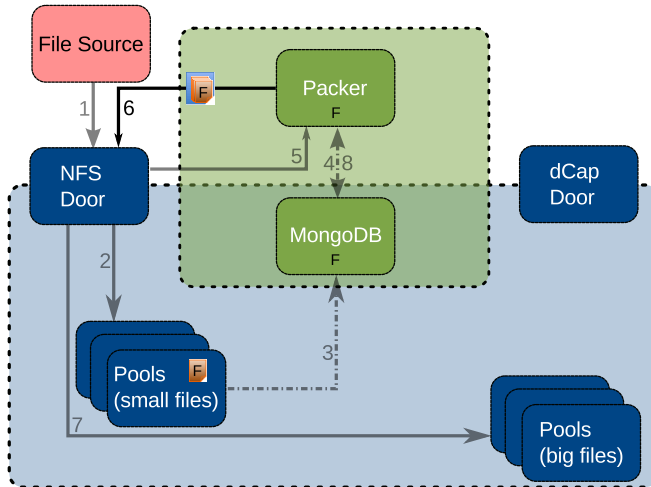 File Source
Packer
F
F
1
6
5
4
8
NFS
Door
dCap
Door
MongoDB
F
2
3
Pools
F
(small files)
7
Pools
(big files)